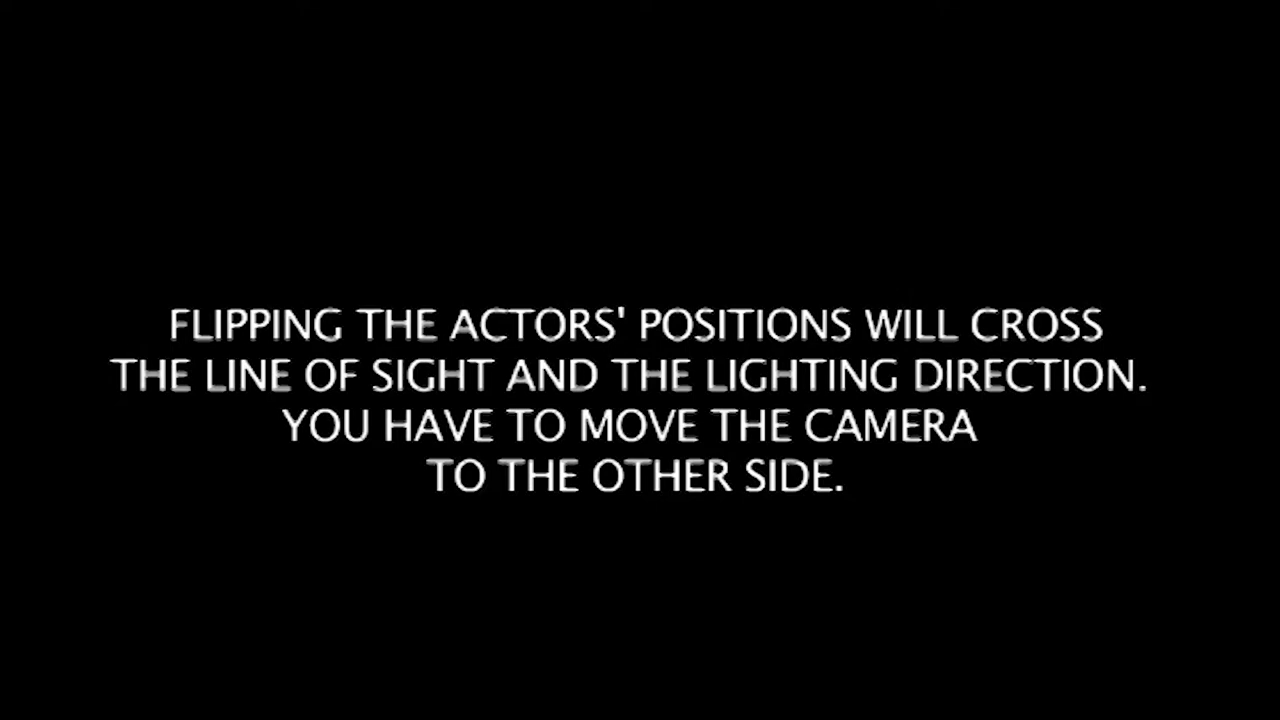 FLIPPING THE ACTORS' POSITIONS WILL CROSS
THE LINE OF SIGHT AND THE LIGHTING DIRECTION.
YOU HAVE TO MOVE THE CAMERA
TO THE OTHER SIDE.